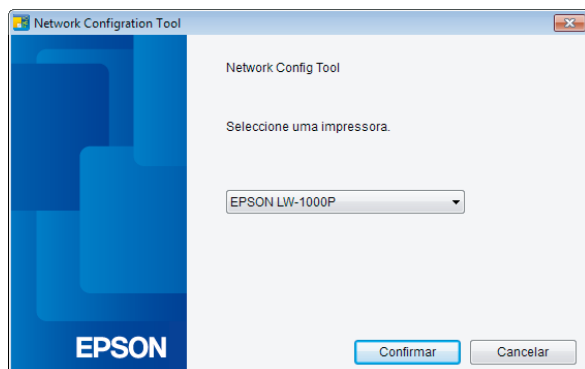 Network Configration Tool
Network Config Tool
Seleccione uma impressora.
EPSON LW-1000P
EPSON
Confirmar
Cancelar